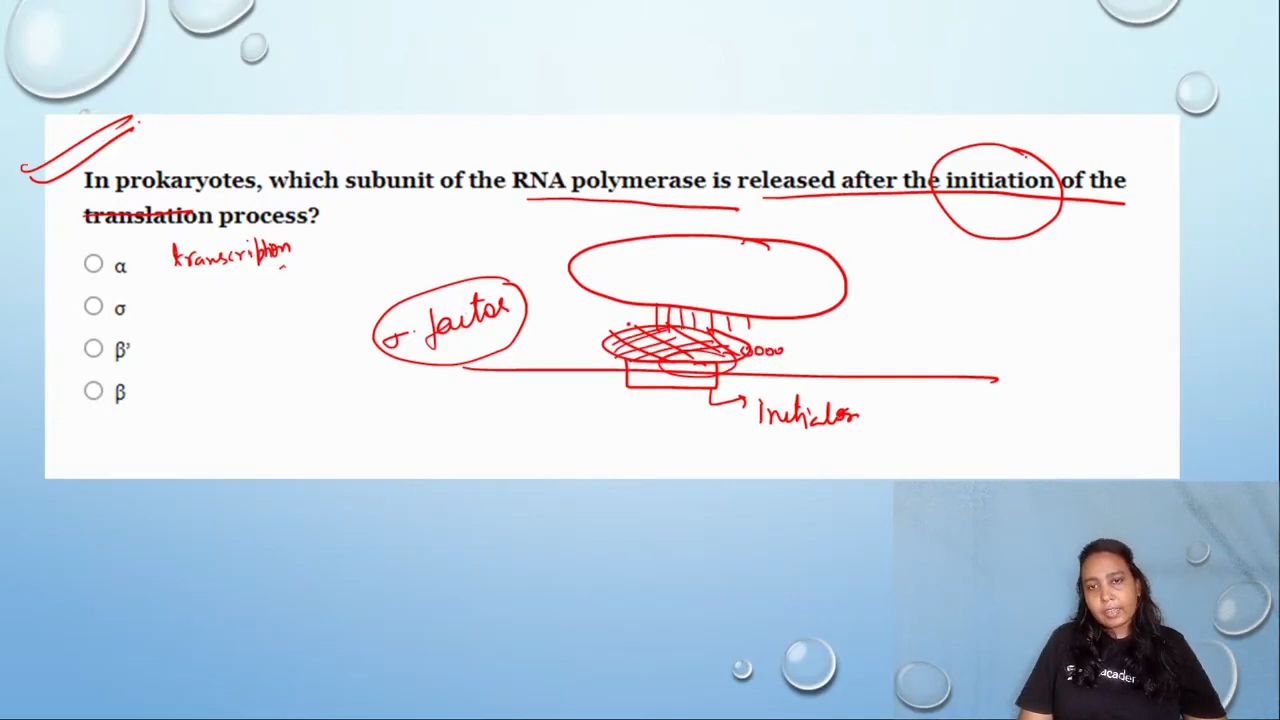 In prokaryotes, which subunit of the RNA polymerase is released after the initiation of the
translation process?
transcription
α
σ
β’
β
σ-factor
Initiator